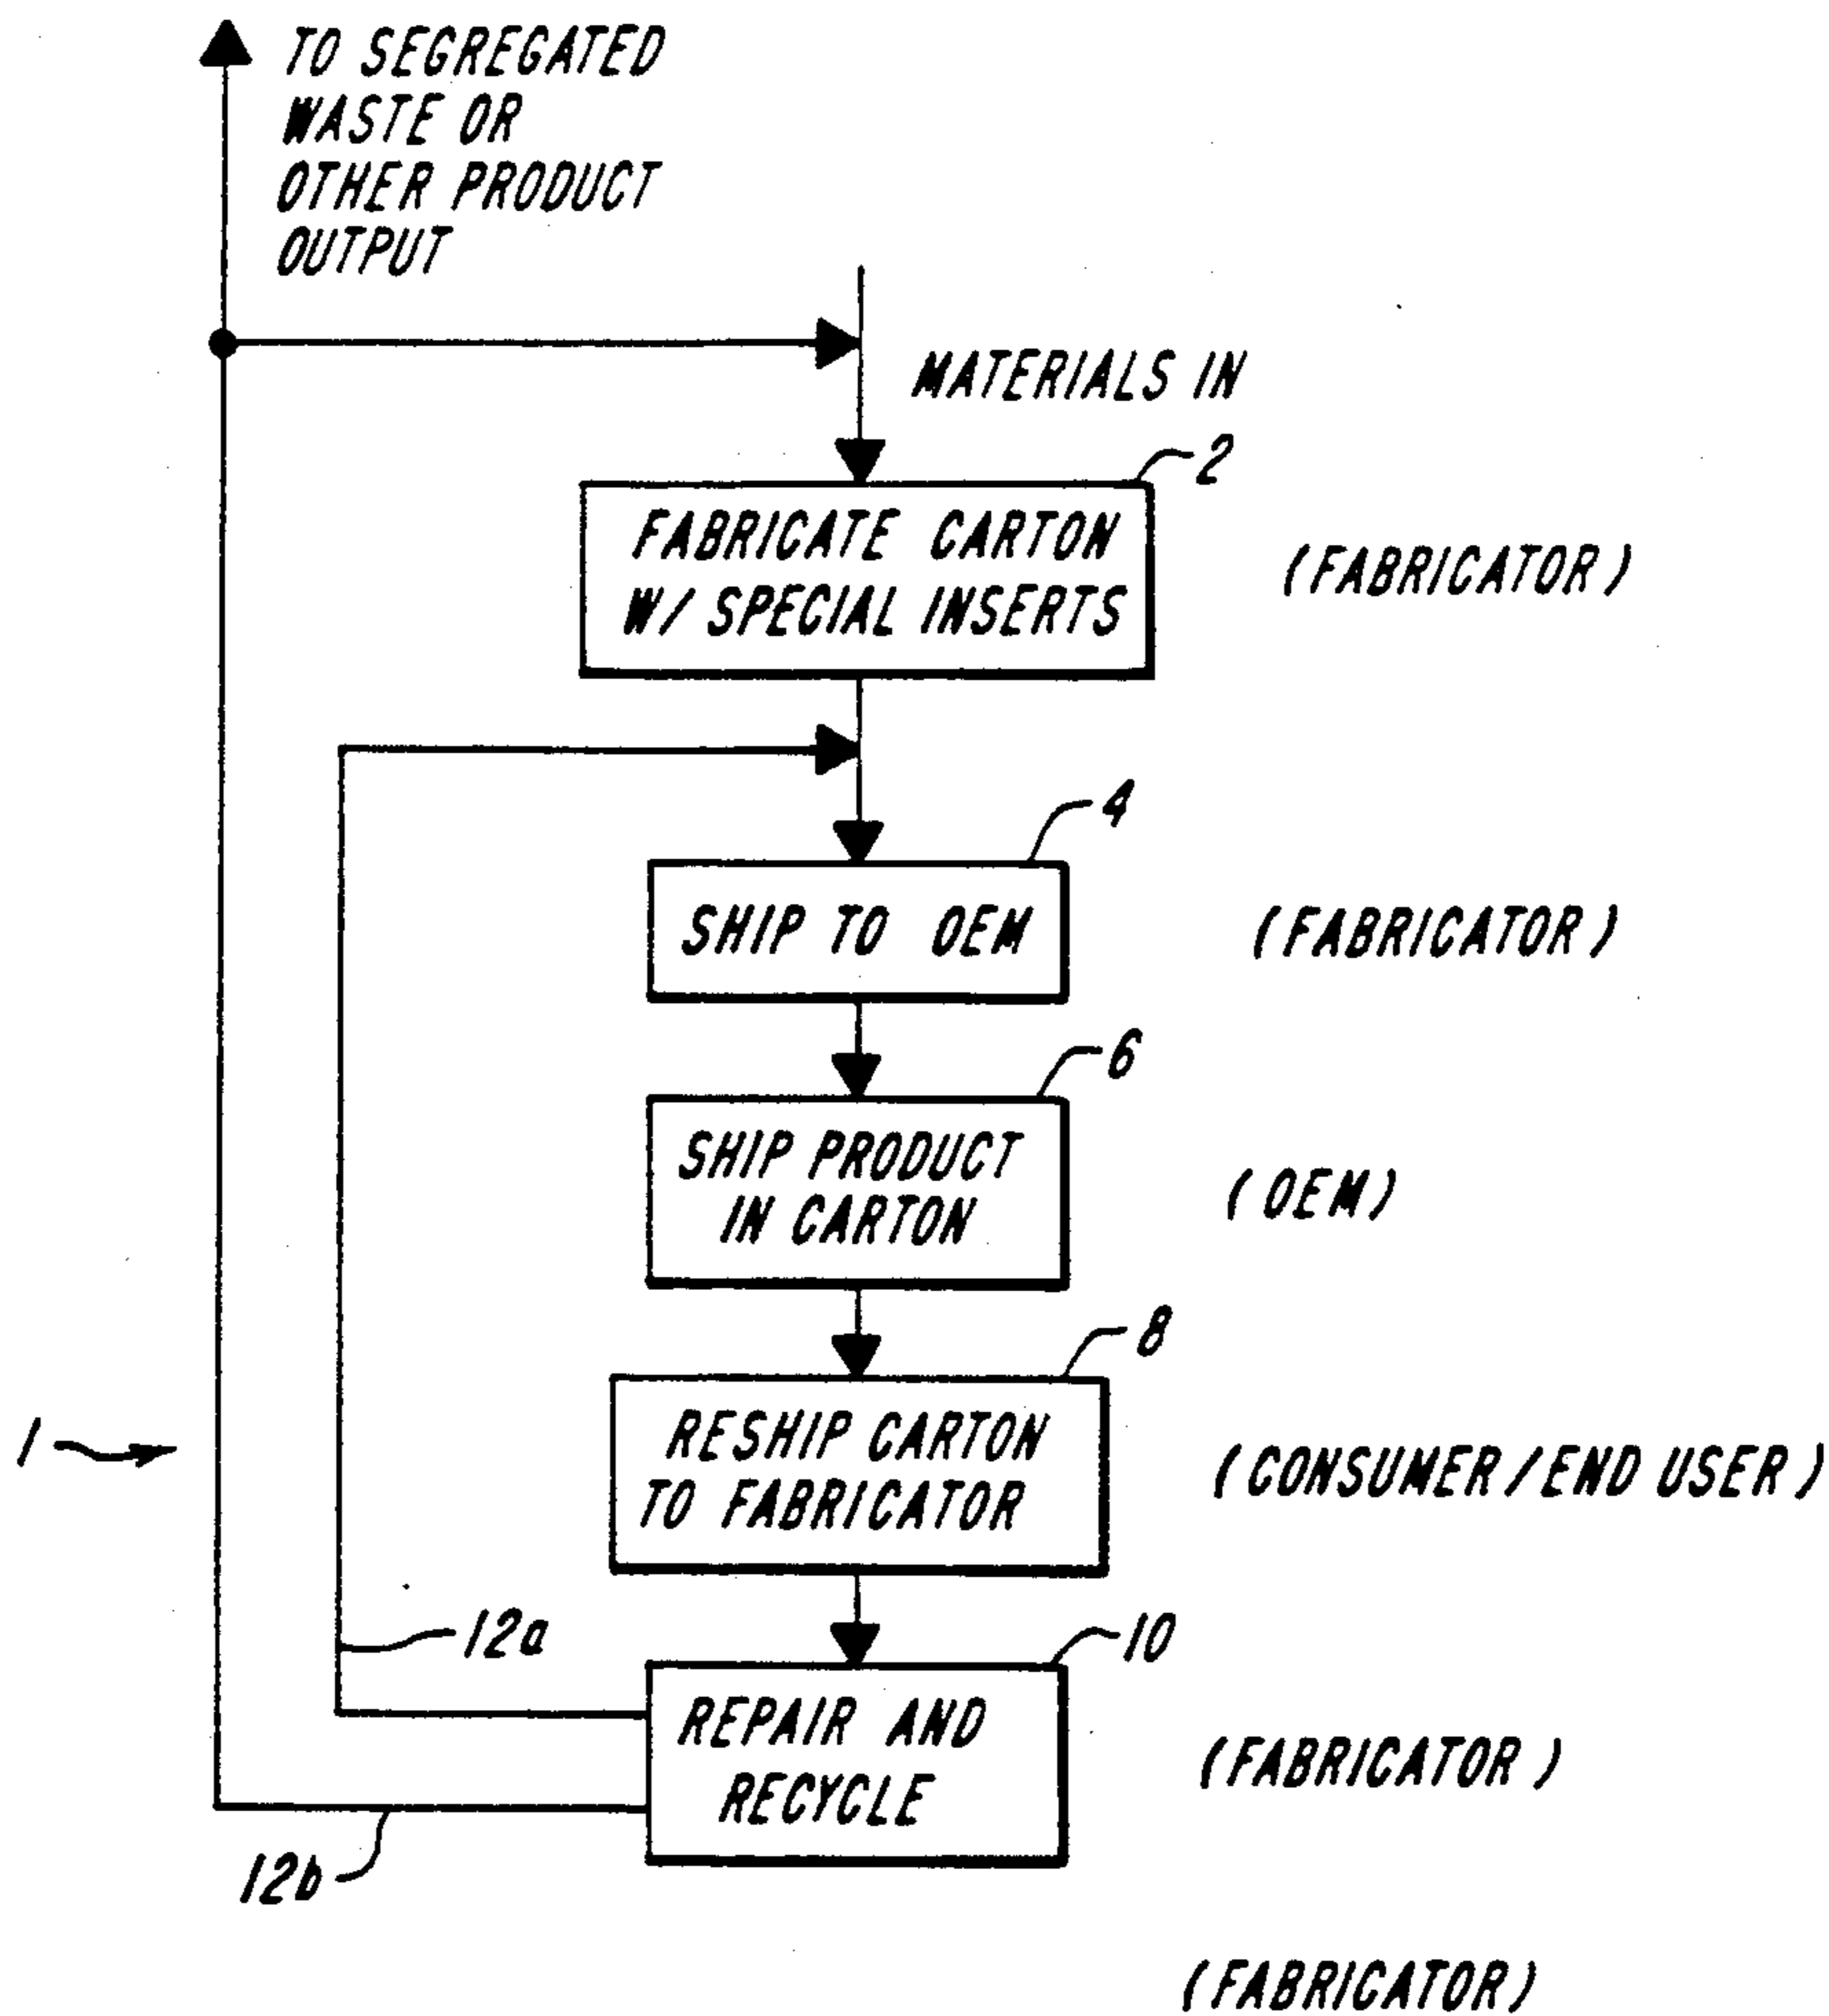 TO SEGREGATED
WASTE OR
OTHER PRODUCT
OUTPUT
MATERIALS IN
2
FABRICATE CARTON
W/ SPECIAL INSERTS
(FABRICATOR)
4
SHIP TO OEM
(FABRICATOR)
6
SHIP PRODUCT
IN CARTON
(OEM)
8
RESHIP CARTON
TO FABRICATOR
(CONSUMER/END USER)
1
12a
10
REPAIR AND
RECYCLE
(FABRICATOR)
12b
(FABRICATOR)